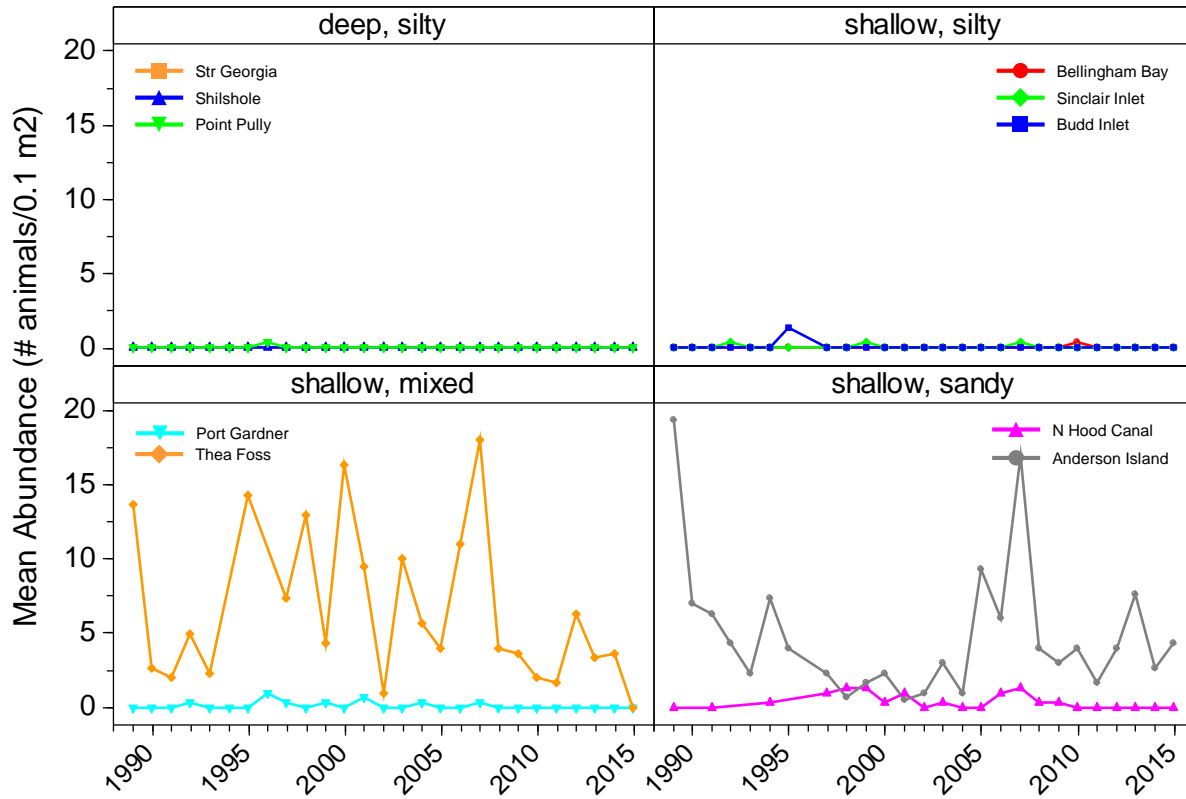 deep, silty
shallow, silty
20
15
10
5
0
Str Georgia
Shilshole
Point Pully
Bellingham Bay
Sinclair Inlet
Budd Inlet
Mean Abundance (# animals/0.1 m2)
shallow, mixed
shallow, sandy
20
15
10
5
0
Port Gardner
Thea Foss
N Hood Canal
Anderson Island
1990
1995
2000
2005
2010
2015
1990
1995
2000
2005
2010
2015